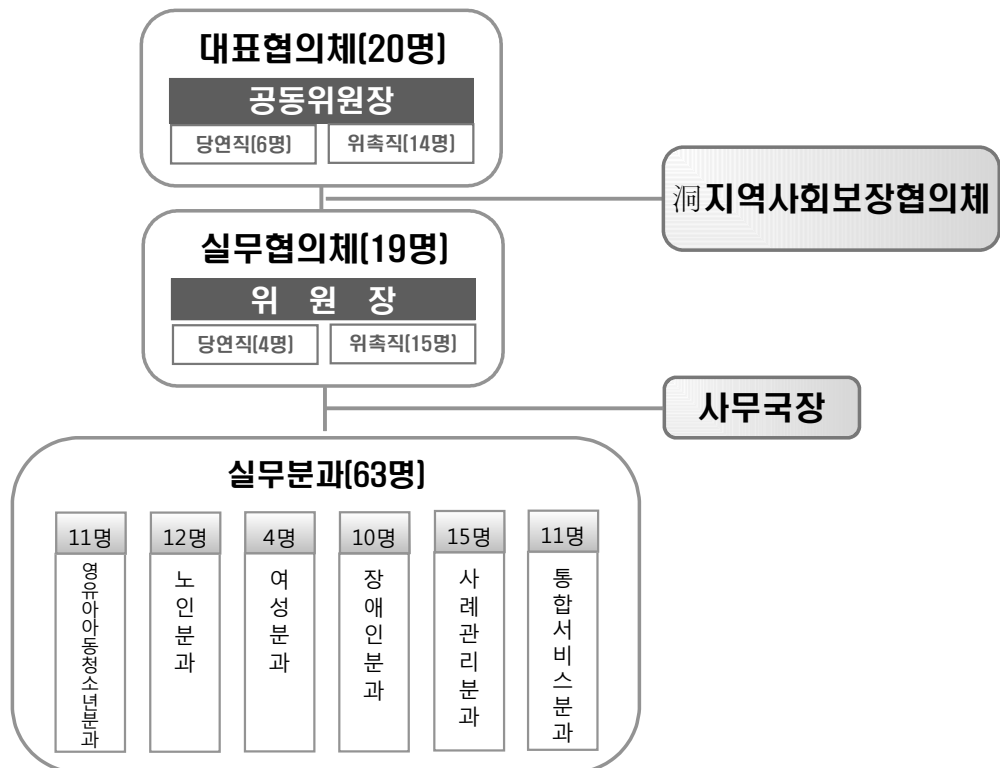 대표협의체(20명)
공동위원장
당연직(6명) 위촉직(14명)
洞지역사회보장협의체
실무협의체(19명)
위 원 장
당연직(4명) 위촉직(15명)
사무국장
실무분과(63명)
11명 12명 4명 10명 15명 11명
영유아아동청소년분과
노인분과
여성분과
장애인분과
사례관리분과
통합서비스분과